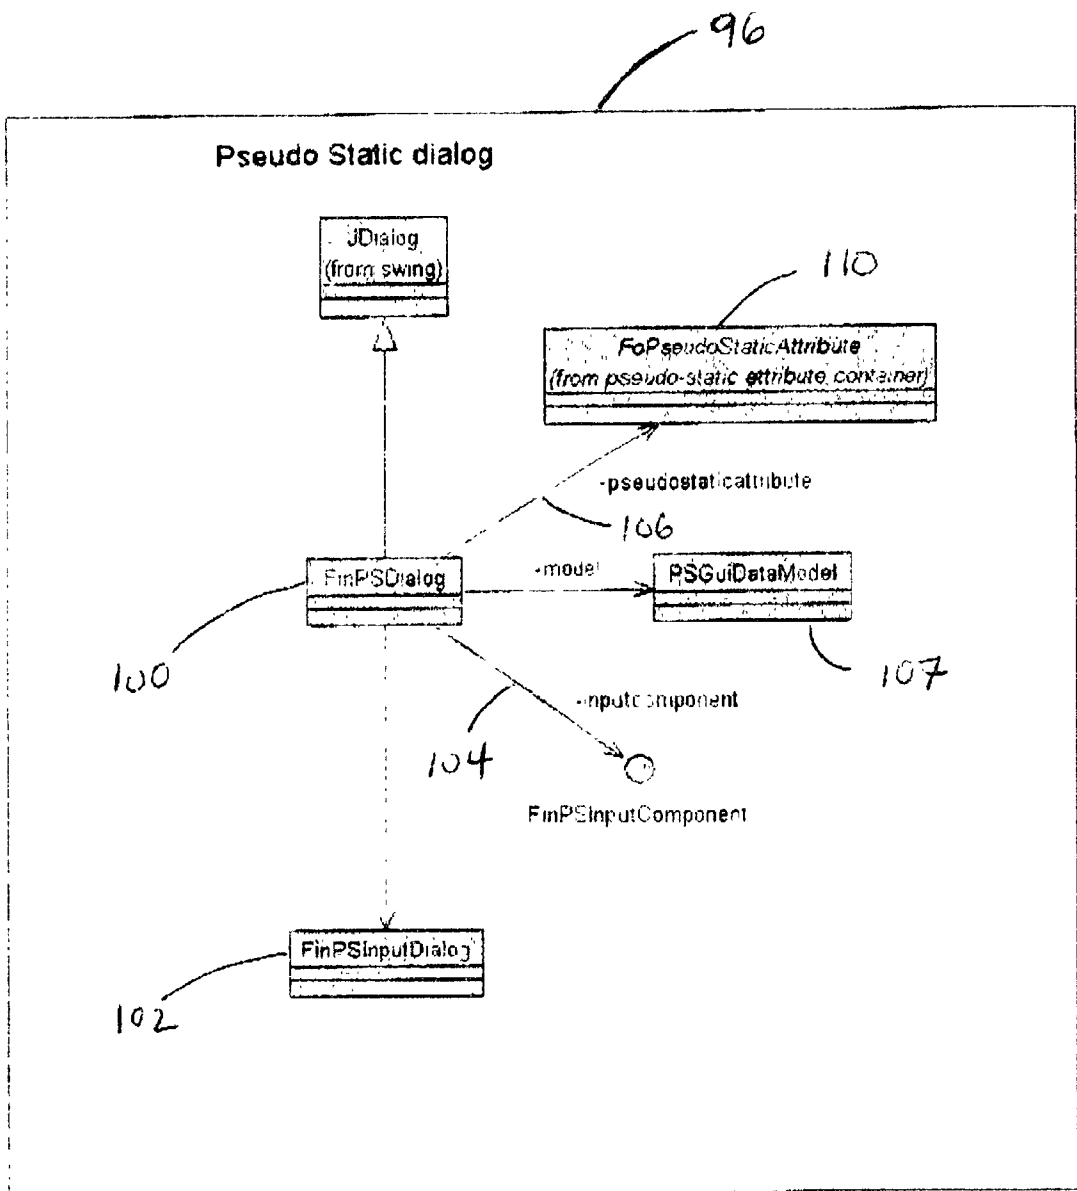 96
Pseudo Static dialog
JDialog
(from swing)
110
FoPseudoStaticAttribute
(from pseudo-static attribute container)
-pseudostaticattribute
106
FinPSDialog
-model
PSGuiDataModel
100
107
-inputcomponent
104
FinPSInputComponent
FinPSInputDialog
102